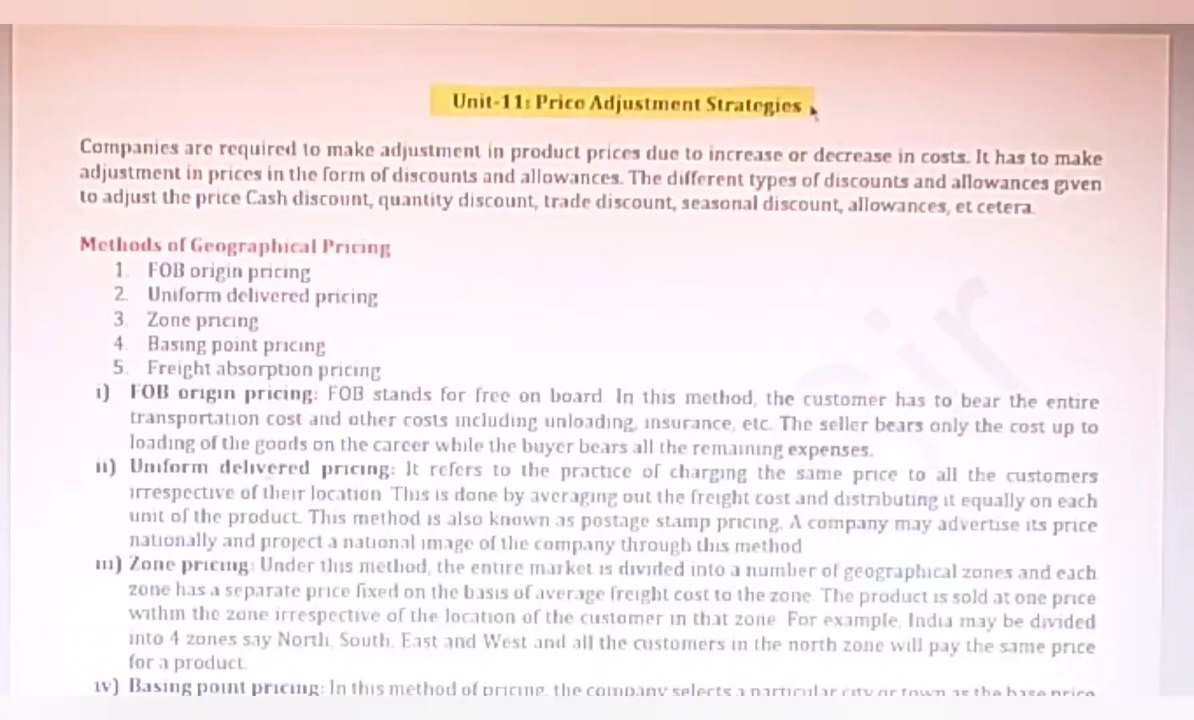 Unit-11: Price Adjustment Strategies
Companies are required to make adjustment in product prices due to increase or decrease in costs. It has to make
adjustment in prices in the form of discounts and allowances. The different types of discounts and allowances given
to adjust the price Cash discount, quantity discount, trade discount, seasonal discount, allowances, et cetera.
Methods of Geographical Pricing
1. FOB origin pricing
2. Uniform delivered pricing
3. Zone pricing
4. Basing point pricing
5. Freight absorption pricing
i) FOB origin pricing: FOB stands for free on board. In this method, the customer has to bear the entire
transportation cost and other costs including unloading, insurance, etc. The seller bears only the cost up to
loading of the goods on the career while the buyer bears all the remaining expenses.
ii) Uniform delivered pricing: It refers to the practice of charging the same price to all the customers
irrespective of their location. This is done by averaging out the freight cost and distributing it equally on each
unit of the product. This method is also known as postage stamp pricing. A company may advertise its price
nationally and project a national image of the company through this method
iii) Zone pricing: Under this method, the entire market is divided into a number of geographical zones and each
zone has a separate price fixed on the basis of average freight cost to the zone. The product is sold at one price
within the zone irrespective of the location of the customer in that zone. For example, India may be divided
into 4 zones say North, South, East and West and all the customers in the north zone will pay the same price
for a product.
iv) Basing point pricing: In this method of pricing, the company selects a particular city or town as the base price
sir